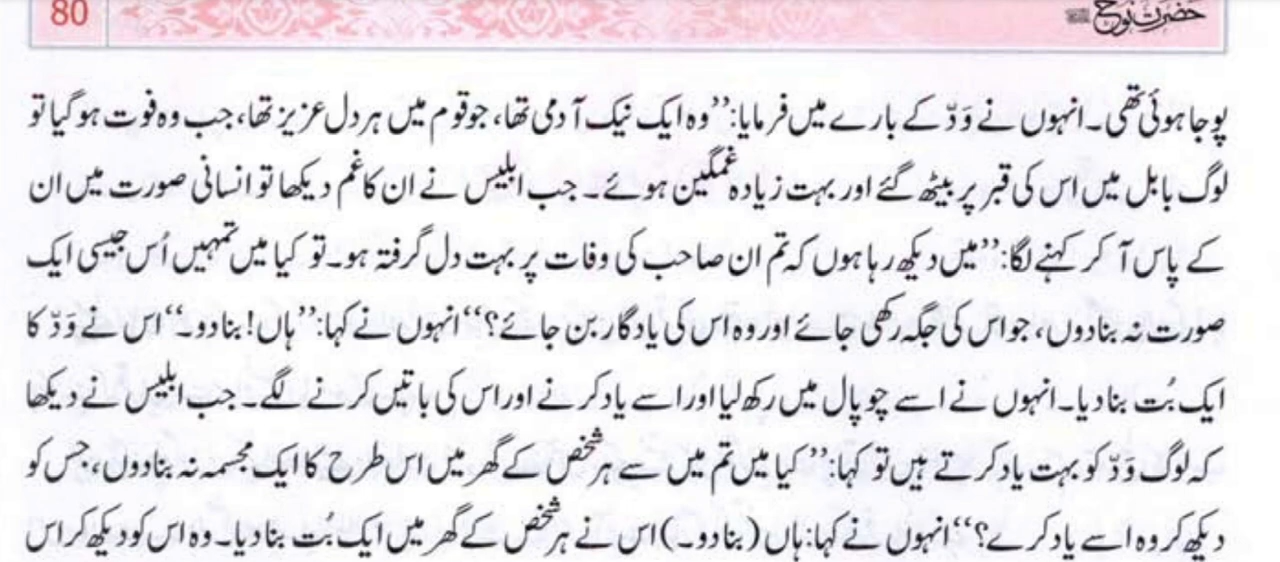 حضرت نوح ﷤ 80
پوجا ہوئی تھی۔ انہوں نے وَدّ کے بارے میں فرمایا: ’’وہ ایک نیک آدمی تھا، جو قوم میں ہر دل عزیز تھا، جب وہ فوت ہو گیا تو
لوگ بابل میں اس کی قبر پر بیٹھ گئے اور بہت زیادہ غمگین ہوئے۔ جب ابلیس نے ان کا غم دیکھا تو انسانی صورت میں ان
کے پاس آ کر کہنے لگا: ’’میں دیکھ رہا ہوں کہ تم ان صاحب کی وفات پر بہت دل گرفتہ ہو۔ تو کیا میں تمہیں اُس جیسی ایک
صورت نہ بنا دوں، جو اس کی جگہ رکھی جائے اور وہ اس کی یادگار بن جائے؟‘‘ انہوں نے کہا: ’’ہاں! بنا دو۔‘‘ اس نے وَدّ کا
ایک بُت بنا دیا۔ انہوں نے اسے چوپال میں رکھ لیا اور اسے یاد کرنے اور اس کی باتیں کرنے لگے۔ جب ابلیس نے دیکھا
کہ لوگ وَدّ کو بہت یاد کرتے ہیں تو کہا: ’’کیا میں تم میں سے ہر شخص کے گھر میں اس طرح کا ایک مجسمہ نہ بنا دوں، جس کو
دیکھ کر وہ اسے یاد کرے؟‘‘ انہوں نے کہا: ہاں (بنا دو۔) اس نے ہر شخص کے گھر میں ایک بُت بنا دیا۔ وہ اس کو دیکھ کر اس